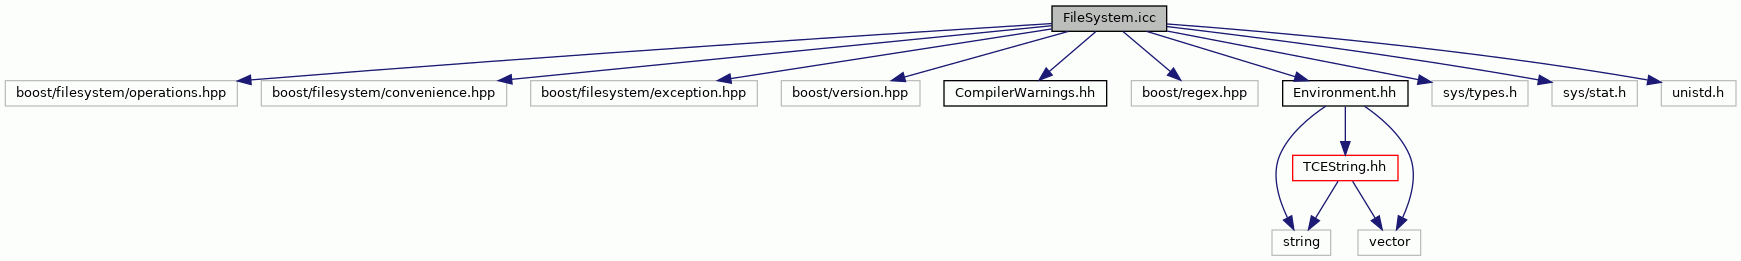 FileSystem.icc
boost/filesystem/operations.hpp
boost/filesystem/convenience.hpp
boost/filesystem/exception.hpp
boost/version.hpp
CompilerWarnings.hh
boost/regex.hpp
Environment.hh
sys/types.h
sys/stat.h
unistd.h
TCEString.hh
string
vector